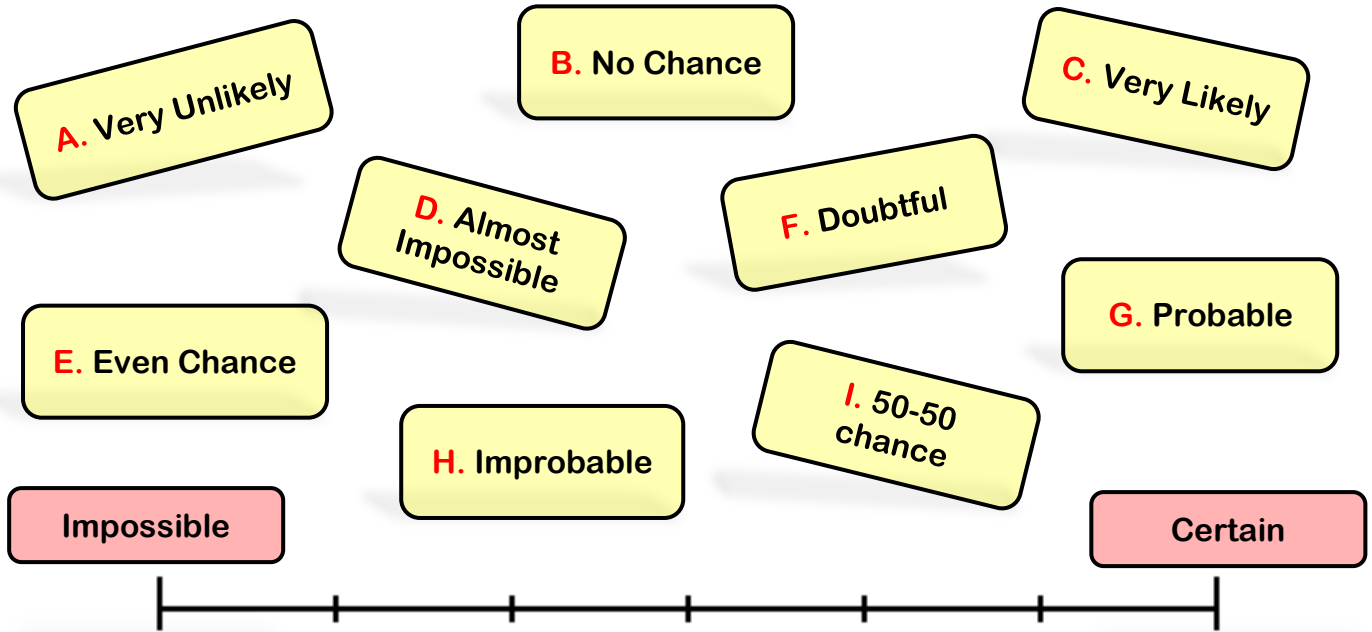 A. Very Unlikely
B. No Chance
C. Very Likely
D. Almost
Impossible
F. Doubtful
E. Even Chance
G. Probable
H. Improbable
I. 50-50
chance
Impossible
Certain